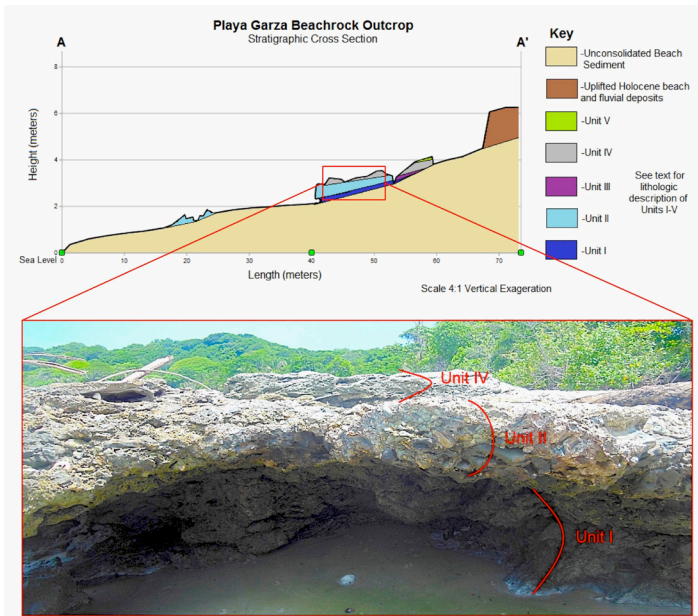 Playa Garza Beachrock Outcrop
Stratigraphic Cross Section
A
A'
Key
8
6
4
2
0
Height (meters)
Sea Level
0
10
20
30
40
50
60
70
Length (meters)
Scale 4:1 Vertical Exageration
-Unconsolidated Beach
Sediment
-Uplifted Holocene beach
and fluvial deposits
-Unit V
-Unit IV
-Unit III
-Unit II
-Unit I
See text for
lithologic
description of
Units I-V
Unit IV
Unit II
Unit I